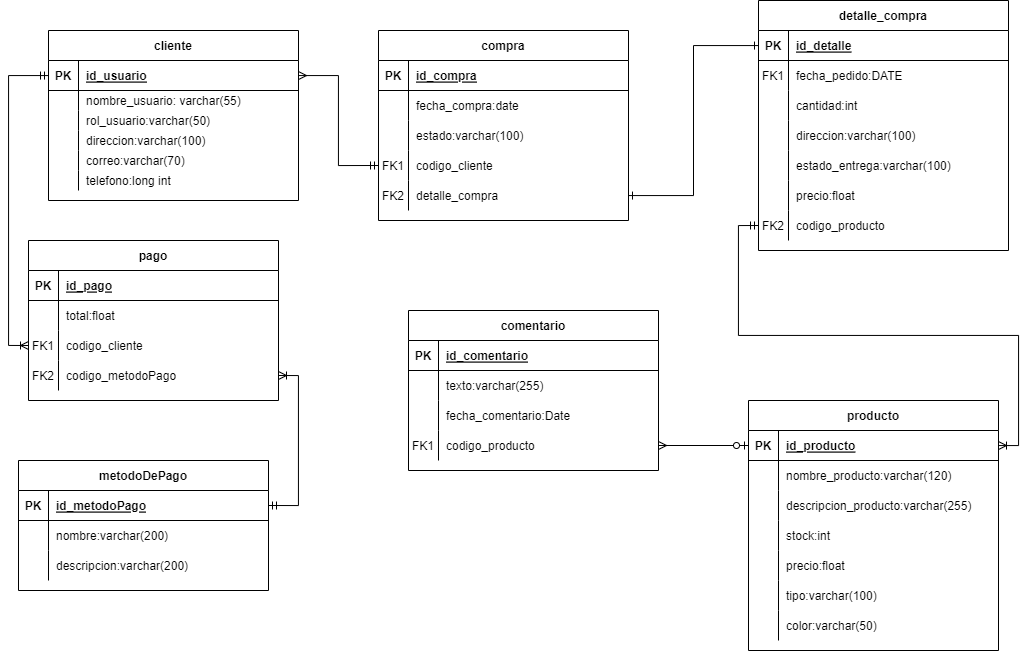 cliente
PK id_usuario
nombre_usuario: varchar(55)
rol_usuario:varchar(50)
direccion:varchar(100)
correo:varchar(70)
telefono:long int
compra
PK id_compra
fecha_compra:date
estado:varchar(100)
FK1 codigo_cliente
FK2 detalle_compra
detalle_compra
PK id_detalle
FK1 fecha_pedido:DATE
cantidad:int
direccion:varchar(100)
estado_entrega:varchar(100)
precio:float
FK2 codigo_producto
pago
PK id_pago
total:float
FK1 codigo_cliente
FK2 codigo_metodoPago
comentario
PK id_comentario
texto:varchar(255)
fecha_comentario:Date
FK1 codigo_producto
metodoDePago
PK id_metodoPago
nombre:varchar(200)
descripcion:varchar(200)
producto
PK id_producto
nombre_producto:varchar(120)
descripcion_producto:varchar(255)
stock:int
precio:float
tipo:varchar(100)
color:varchar(50)